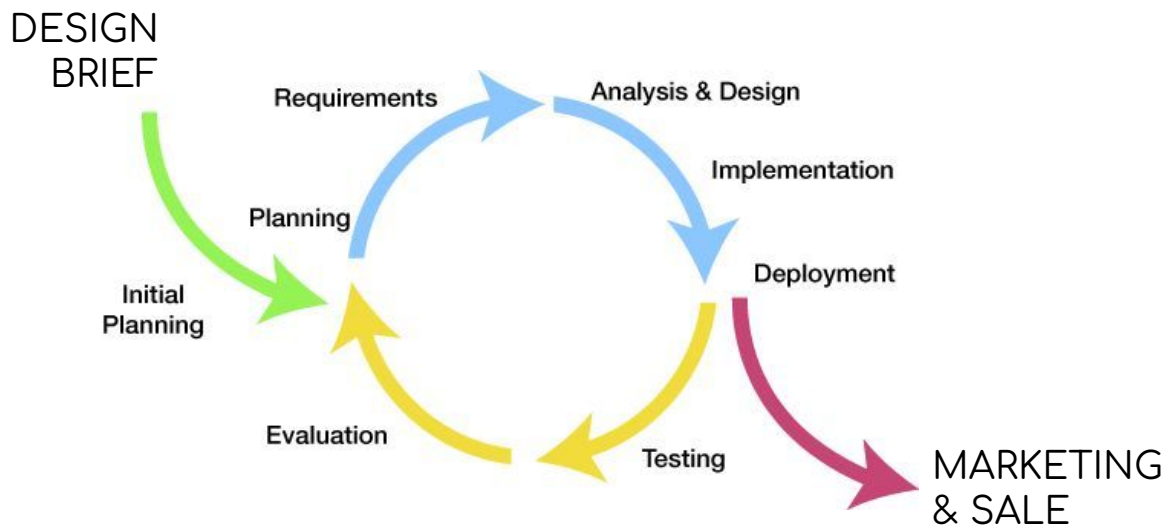 DESIGN
BRIEF
Requirements
Analysis & Design
Implementation
Planning
Deployment
Initial
Planning
Evaluation
Testing
MARKETING
& SALE